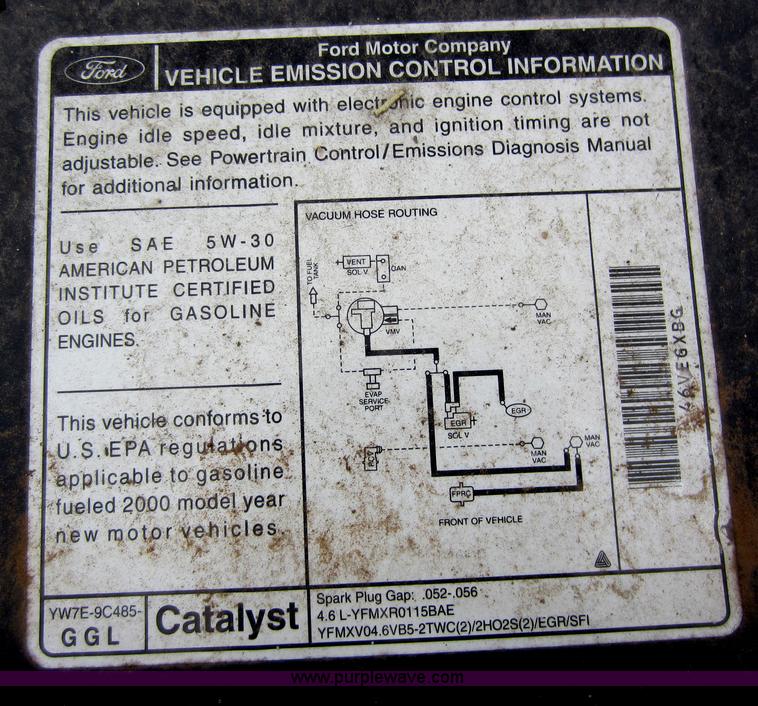 Ford
Ford Motor Company
VEHICLE EMISSION CONTROL INFORMATION
This vehicle is equipped with electronic engine control systems.
Engine idle speed, idle mixture, and ignition timing are not
adjustable. See Powertrain Control/Emissions Diagnosis Manual
for additional information.
Use SAE 5W-30
AMERICAN PETROLEUM
INSTITUTE CERTIFIED
OILS for GASOLINE
ENGINES.
This vehicle conforms to
U.S. EPA regulations
applicable to gasoline
fueled 2000 model year
new motor vehicles.
VACUUM HOSE ROUTING
TO FUEL
TANK
VENT
SOL V
CAN
VMV
MAN
VAC
EVAP
SERVICE
PORT
EGR
SOL V
EGR
PCV
MAN
VAC
MAN
VAC
FPRC
FRONT OF VEHICLE
46VE6XBG
YW7E-9C485-
GGL
Catalyst
Spark Plug Gap: .052-.056
4.6 L-YFMXR0115BAE
YFMXV04.6VB5-2TWC(2)/2HO2S(2)/EGR/SFI
www.purplewave.com